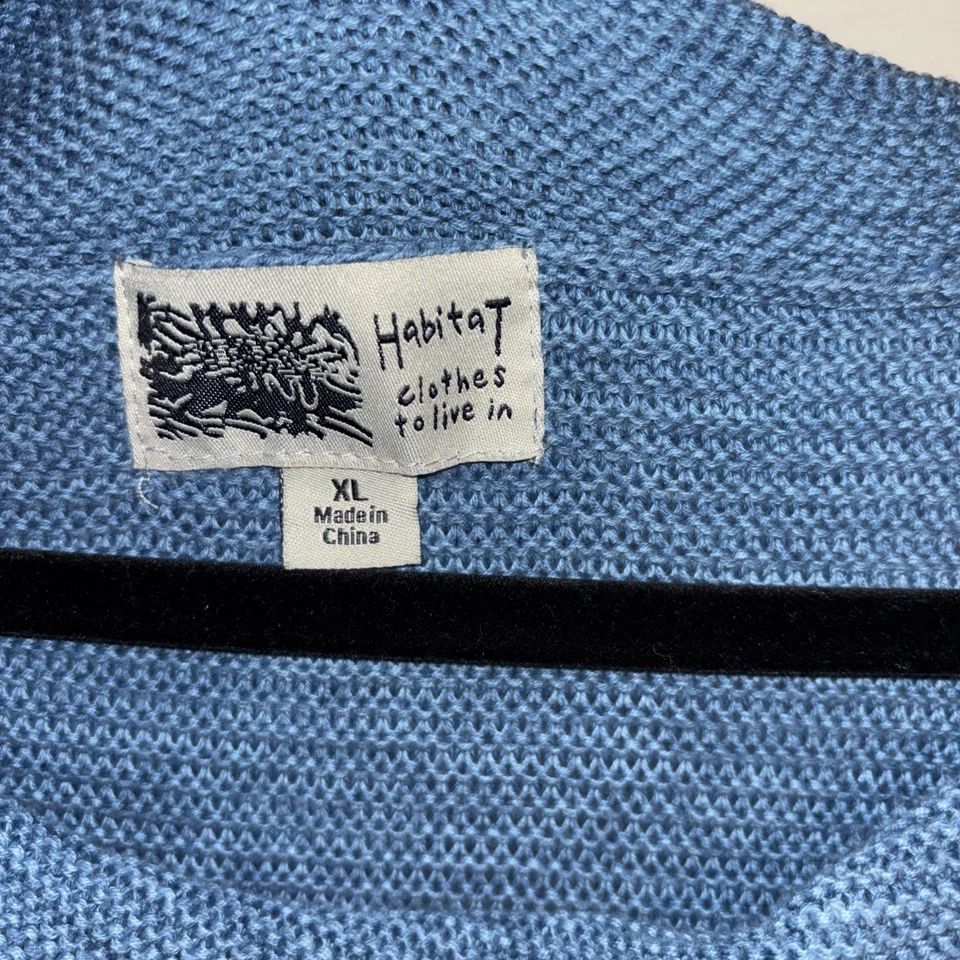 HabitaT
clothes
to live in
XL
Made in
China